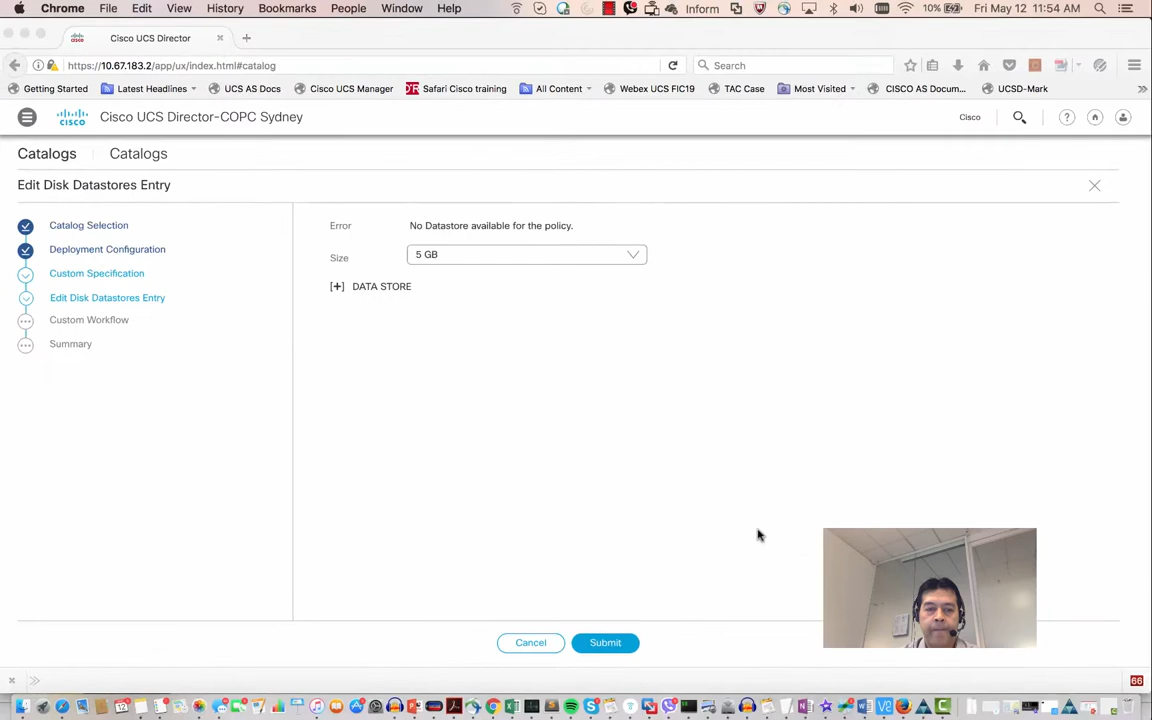 Chrome File Edit View History Bookmarks People Window Help Inform 10% Fri May 12 11:54 AM
Cisco UCS Director
https://10.67.183.2/app/ux/index.html#catalog Search
Getting Started Latest Headlines UCS AS Docs Cisco UCS Manager Safari Cisco training All Content Webex UCS FIC19 TAC Case Most Visited CISCO AS Docum... UCSD-Mark
CISCO Cisco UCS Director-COPC Sydney Cisco
Catalogs Catalogs
Edit Disk Datastores Entry
Catalog Selection
Deployment Configuration
Custom Specification
Edit Disk Datastores Entry
Custom Workflow
Summary
Error No Datastore available for the policy.
Size 5 GB
[+] DATA STORE
Cancel Submit
66